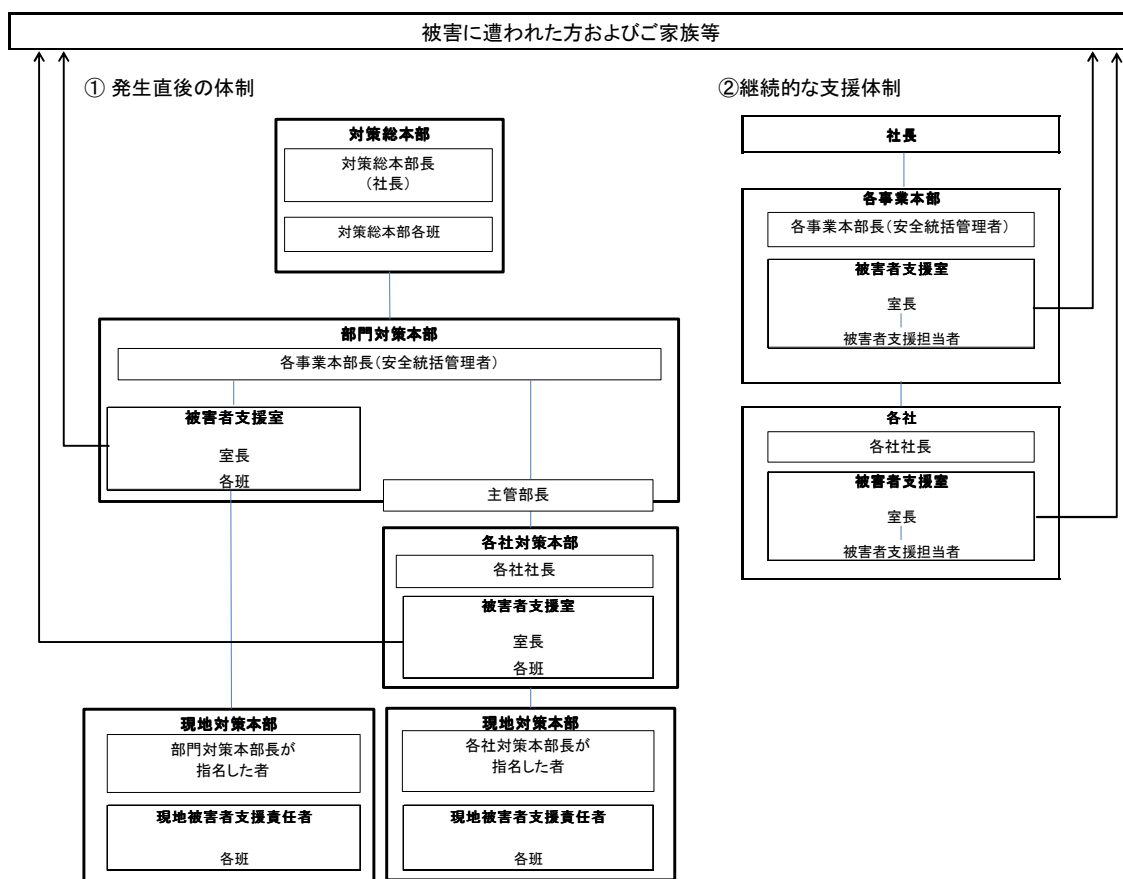 被害に遭われた方およびご家族等
① 発生直後の体制
対策総本部
対策総本部長
(社長)
対策総本部各班
部門対策本部
各事業本部長(安全統括管理者)
被害者支援室
室長
各班
主管部長
各社対策本部
各社社長
被害者支援室
室長
各班
現地対策本部
部門対策本部長が
指名した者
現地被害者支援責任者
各班
現地対策本部
各社対策本部長が
指名した者
現地被害者支援責任者
各班
②継続的な支援体制
社長
各事業本部
各事業本部長(安全統括管理者)
被害者支援室
室長
被害者支援担当者
各社
各社社長
被害者支援室
室長
被害者支援担当者